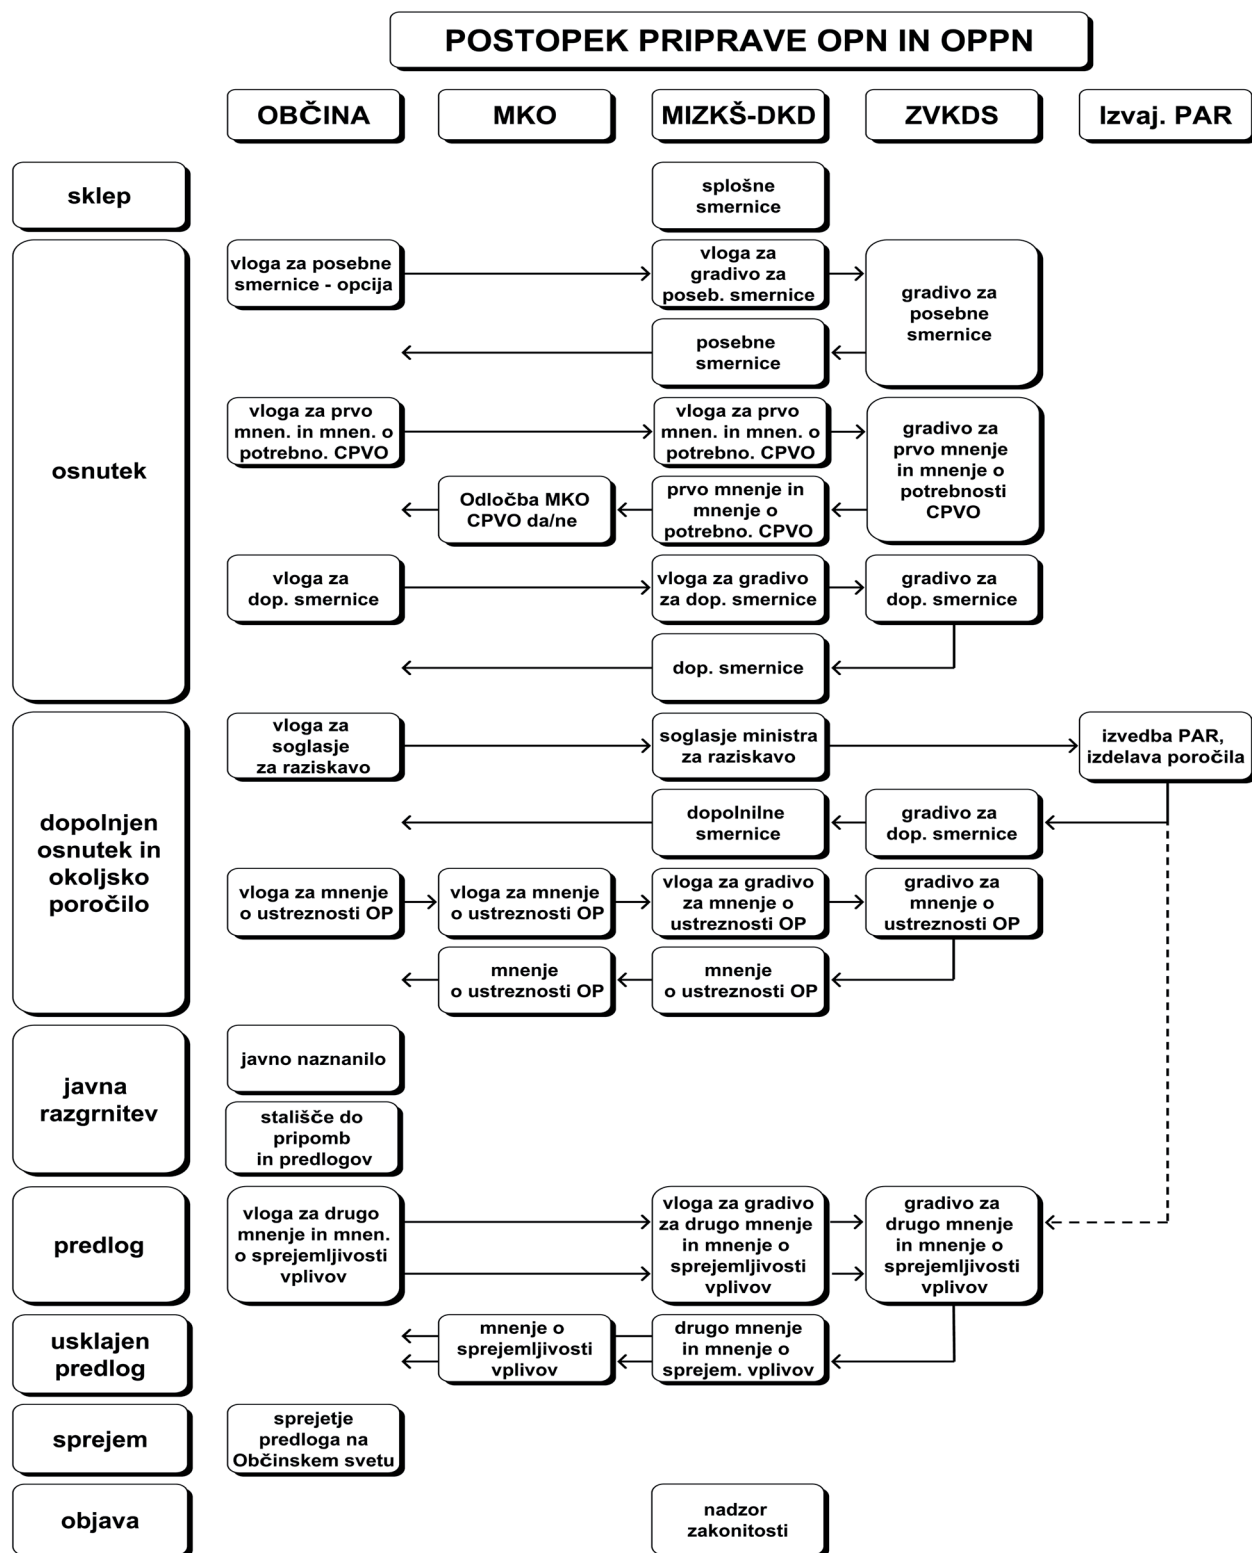 POSTOPEK PRIPRAVE OPN IN OPPN
OBČINA
MKO
MIZKŠ-DKD
ZVKDS
Izvaj. PAR
sklep
splošne
smernice
osnutek
vloga za posebne
smernice - opcija
vloga za
gradivo za
poseb. smernice
gradivo za
posebne
smernice
posebne
smernice
vloga za prvo
mnen. in mnen. o
potrebno. CPVO
vloga za prvo
mnen. in mnen. o
potrebno. CPVO
gradivo za
prvo mnenje
in mnenje o
potrebnosti
CPVO
Odločba MKO
CPVO da/ne
prvo mnenje in
mnenje o
potrebno. CPVO
vloga za
dop. smernice
vloga za gradivo
za dop. smernice
gradivo za
dop. smernice
dop. smernice
dopolnjen
osnutek in
okoljsko
poročilo
vloga za
soglasje
za raziskavo
soglasje ministra
za raziskavo
izvedba PAR,
izdelava poročila
dopolnilne
smernice
gradivo za
dop. smernice
vloga za mnenje
o ustreznosti OP
vloga za mnenje
o ustreznosti OP
vloga za gradivo
za mnenje o
ustreznosti OP
gradivo za
mnenje o
ustreznosti OP
mnenje
o ustreznosti OP
mnenje
o ustreznosti OP
javna
razgrnitev
javno naznanilo
stališče do
pripomb
in predlogov
predlog
vloga za drugo
mnenje in mnen.
o sprejemljivosti
vplivov
vloga za gradivo
za drugo mnenje
in mnenje o
sprejemljivosti
vplivov
gradivo za
drugo mnenje
in mnenje o
sprejemljivosti
vplivov
usklajen
predlog
mnenje o
sprejemljivosti
vplivov
drugo mnenje
in mnenje o
sprejem. vplivov
sprejem
sprejetje
predloga na
Občinskem svetu
objava
nadzor
zakonitosti